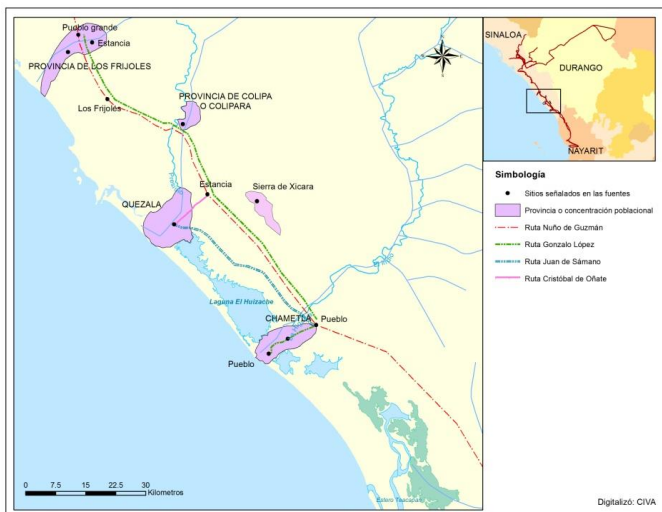 Pueblo grande
Estancia
PROVINCIA DE LOS FRIJOLES
Los Frijoles
PROVINCIA DE COLIPA
O COLIPARA
Estancia
Sierra de Xicara
QUEZALA
Laguna El Huizache
CHAMETLA
Pueblo
Pueblo
Estero Teacapán
0 7.5 15 22.5 30
Kilometros
SINALOA
DURANGO
NAYARIT
Simbología
Sitios señalados en las fuentes
Provincia o concentración poblacional
Ruta Nuño de Guzmán
Ruta Gonzalo López
Ruta Juan de Sámano
Ruta Cristóbal de Oñate
Digitalizó: CIVA